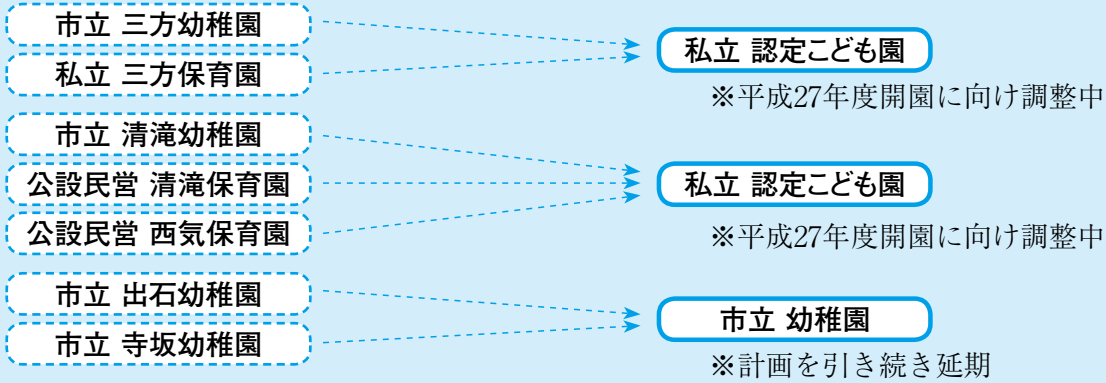 市立 三方幼稚園
私立 三方保育園
私立 認定こども園
※平成27年度開園に向け調整中
市立 清滝幼稚園
公設民営 清滝保育園
公設民営 西気保育園
私立 認定こども園
※平成27年度開園に向け調整中
市立 出石幼稚園
市立 寺坂幼稚園
市立 幼稚園
※計画を引き続き延期